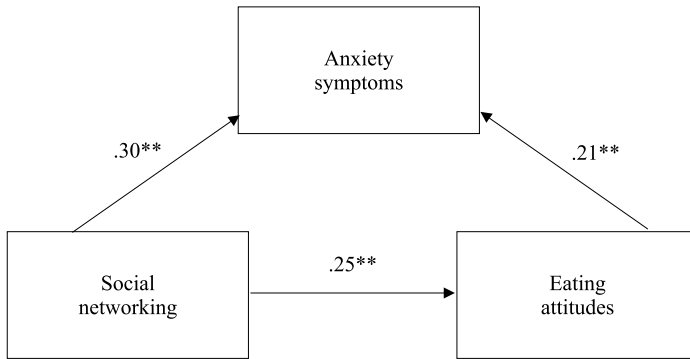 Anxiety
symptoms
.30**
.21**
.25**
Social
networking
Eating
attitudes